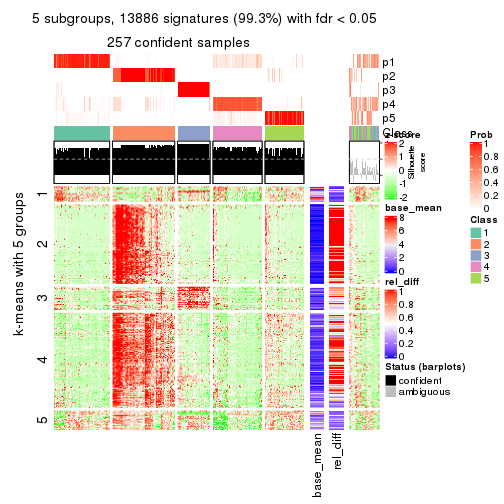 5 subgroups, 13886 signatures (99.3%) with fdr < 0.05
257 confident samples
p1
p2
p3
p4
p5
Class
z-score
2
1
0
-1
-2
Silhouette
score
Prob
1
0.8
0.6
0.4
0.2
0
base_mean
8
6
4
2
0
Class
1
2
3
4
5
rel_diff
1
0.8
0.6
0.4
0.2
0
Status (barplots)
confident
ambiguous
k-means with 5 groups
1
2
3
4
5
base_mean
rel_diff